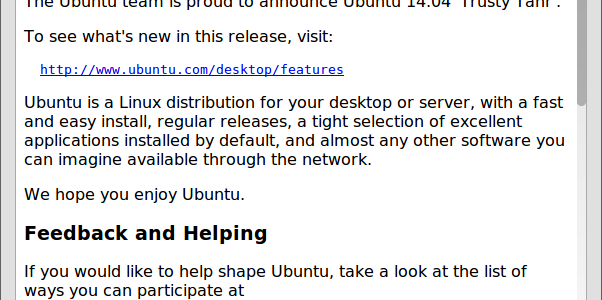 The Ubuntu team is proud to announce Ubuntu 14.04 'Trusty Tahr'.
To see what's new in this release, visit:
http://www.ubuntu.com/desktop/features
Ubuntu is a Linux distribution for your desktop or server, with a fast
and easy install, regular releases, a tight selection of excellent
applications installed by default, and almost any other software you
can imagine available through the network.
We hope you enjoy Ubuntu.
Feedback and Helping
If you would like to help shape Ubuntu, take a look at the list of
ways you can participate at